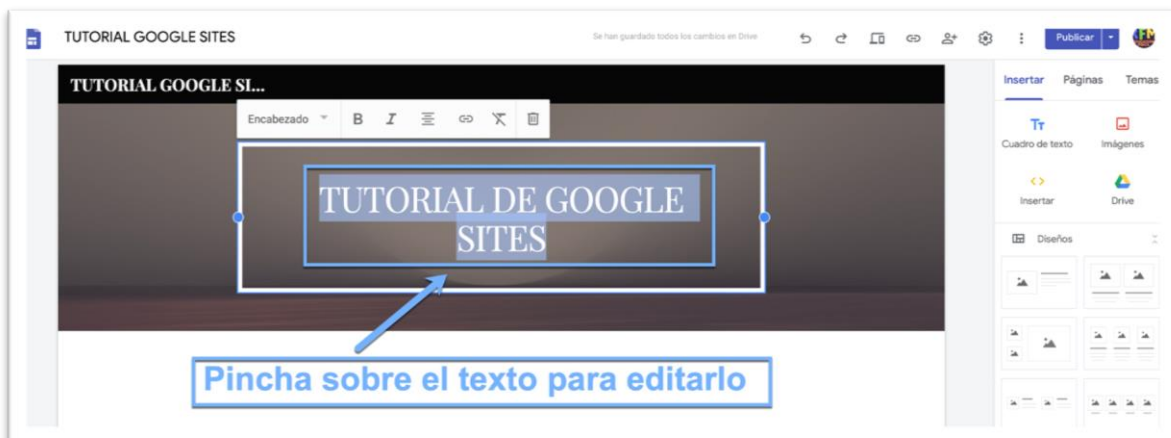 TUTORIAL GOOGLE SITES
Se han guardado todos los cambios en Drive
Publicar
TUTORIAL GOOGLE SI...
Encabezado
B I
TUTORIAL DE GOOGLE
SITES
Pincha sobre el texto para editarlo
Insertar Páginas Temas
Tт
Cuadro de texto Imágenes
Insertar Drive
Diseños